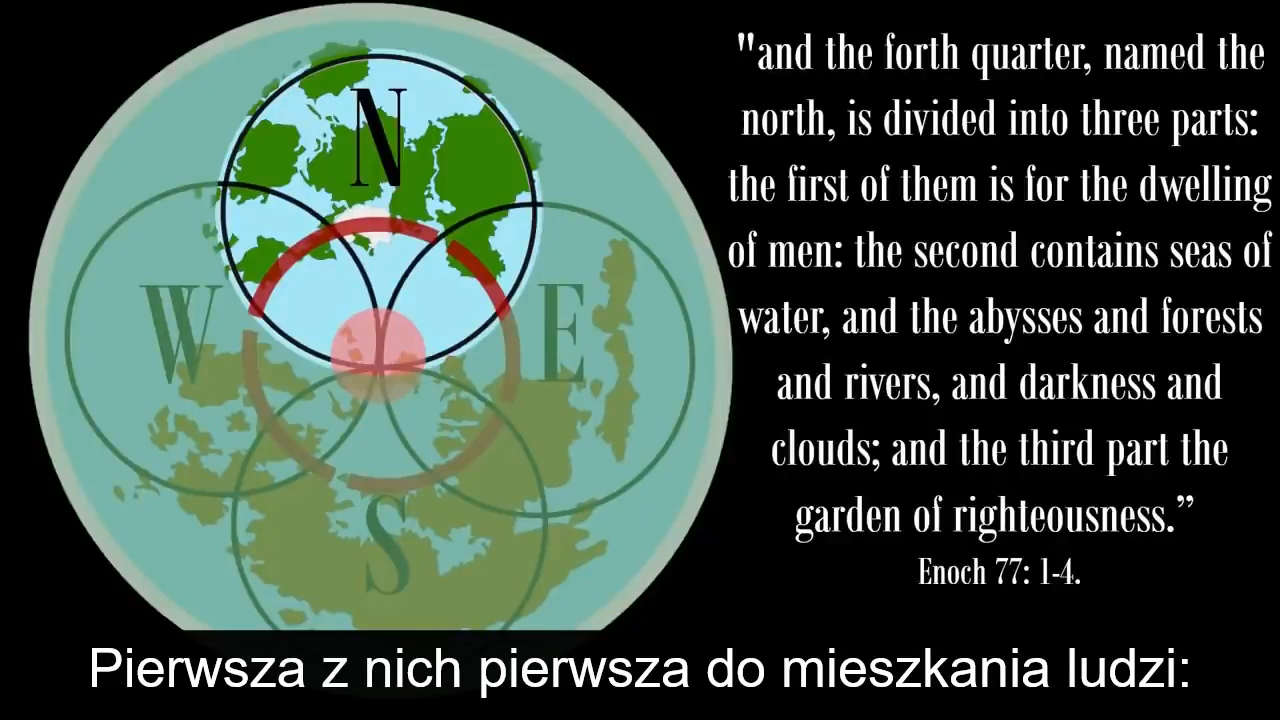 N
W
E
S
"and the forth quarter, named the
north, is divided into three parts:
the first of them is for the dwelling
of men: the second contains seas of
water, and the abysses and forests
and rivers, and darkness and
clouds; and the third part the
garden of righteousness.”
Enoch 77: 1-4.
Pierwsza z nich pierwsza do mieszkania ludzi: